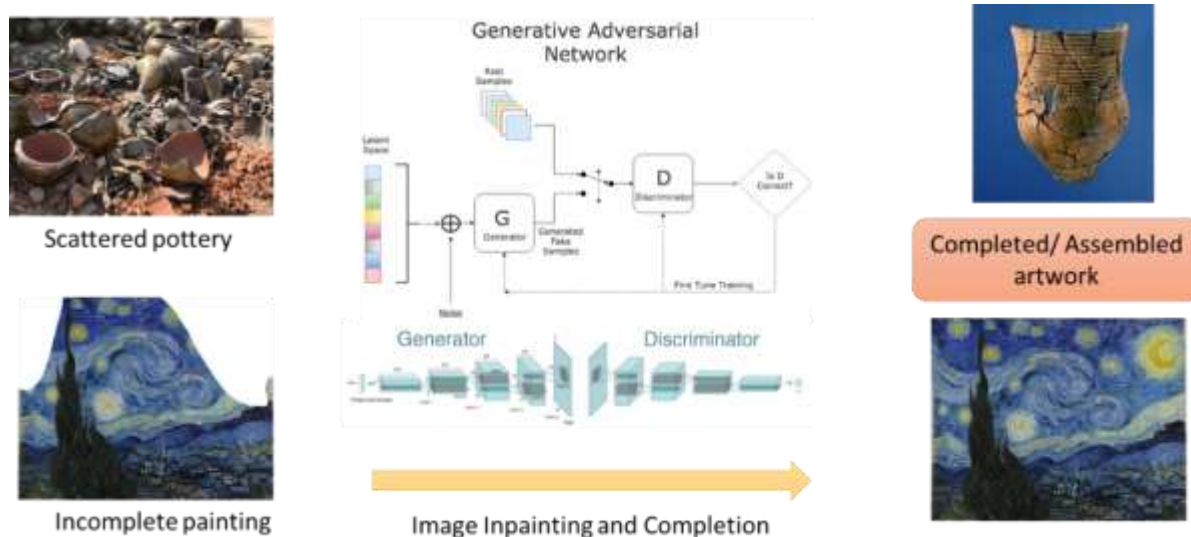 Generative Adversarial
Network
Real
Samples
Latent
Space
D
Discriminator
Is D
Correct?
G
Generator
Generated
Fake
Samples
Fine Tune Training
Noise
Scattered pottery
Completed/ Assembled
artwork
Generator
Discriminator
Incomplete painting
Image Inpainting and Completion